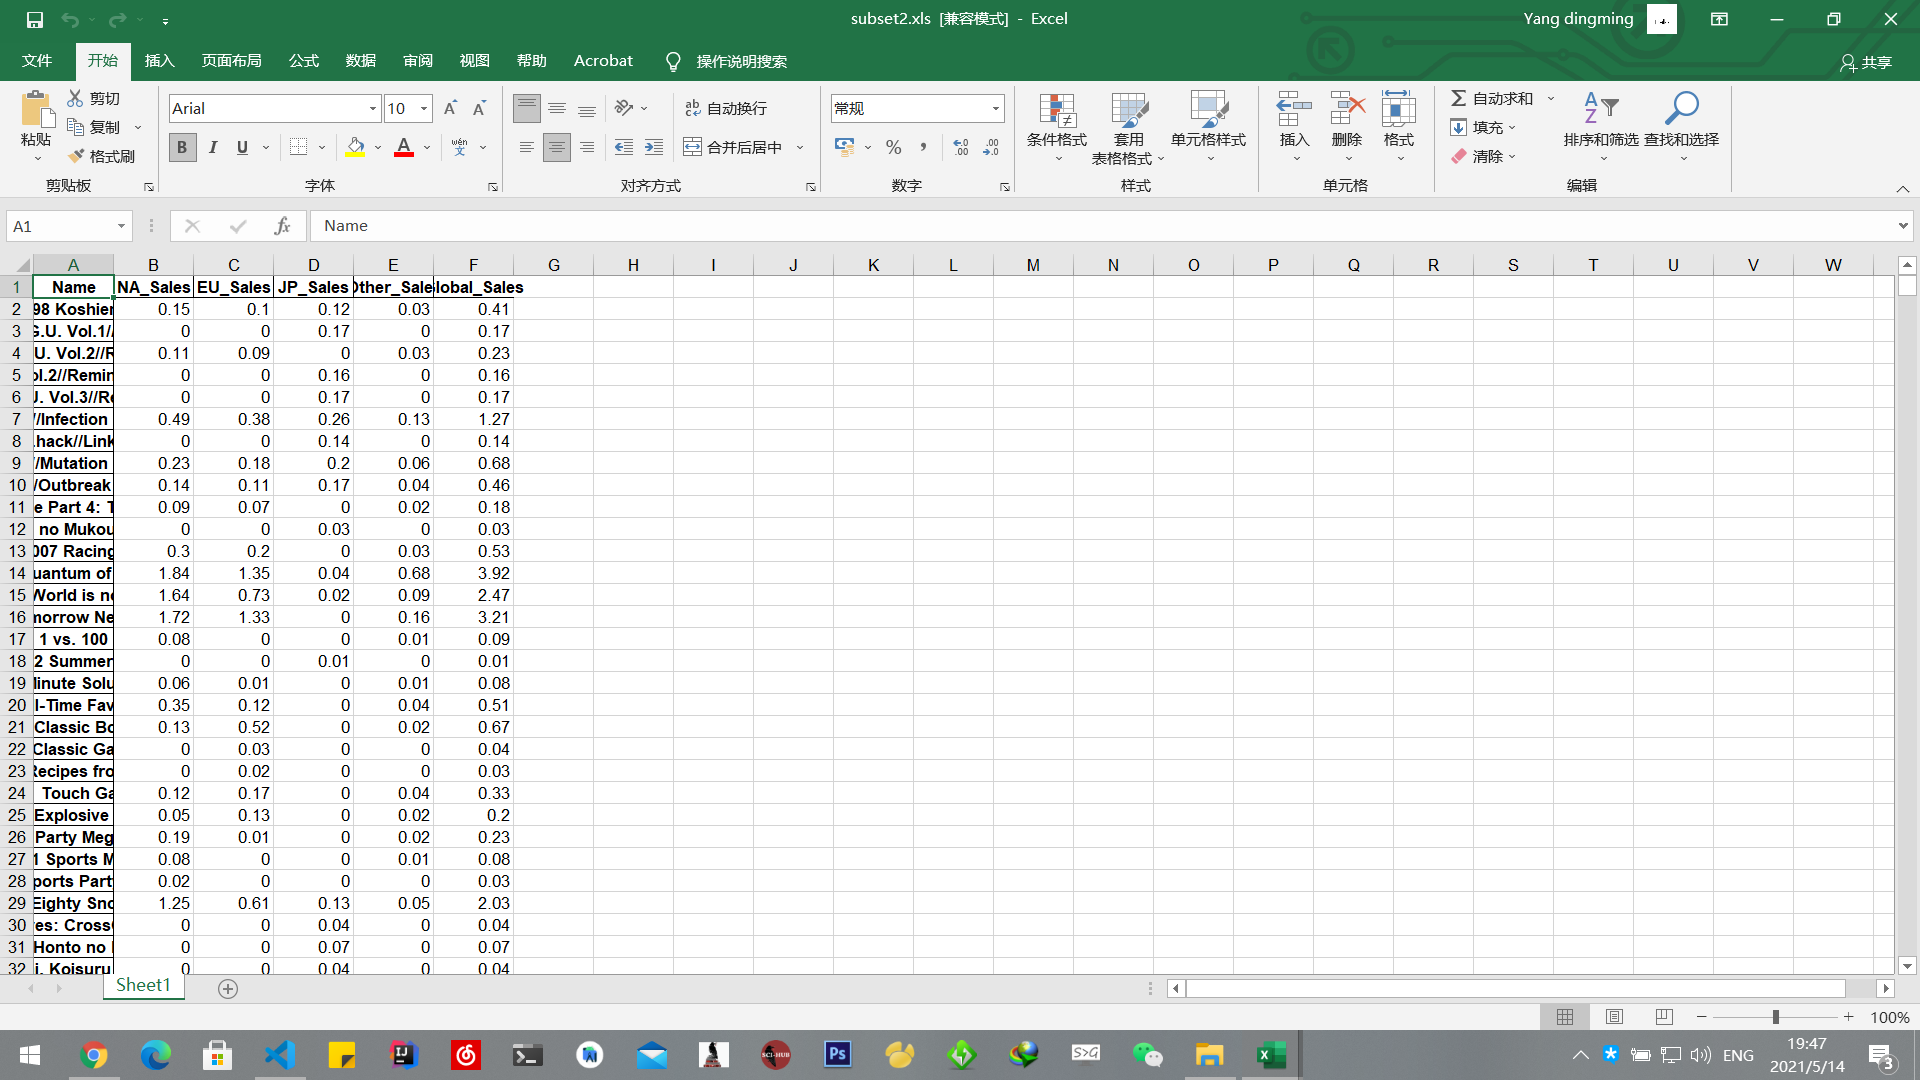 subset2.xls  [兼容模式]  -  Excel
Yang dingming
文件 开始 插入 页面布局 公式 数据 审阅 视图 帮助 Acrobat 操作说明搜索 共享
粘贴 剪切 复制 格式刷 剪贴板
Arial 10 B I U A wén 文 字体
自动换行 合并后居中 对齐方式
常规 % 数字
条件格式 套用 表格格式 单元格样式 样式
插入 删除 格式 单元格
自动求和 填充 清除 排序和筛选 查找和选择 编辑
A1 fx Name
A B C D E F G H I J K L M N O P Q R S T U V W
1 Name NA_Sales EU_Sales JP_Sales Other_Sale lobal_Sales
2 98 Koshien 0.15 0.1 0.12 0.03 0.41
3 G.U. Vol.1// 0 0 0.17 0 0.17
4 U. Vol.2//R 0.11 0.09 0 0.03 0.23
5 ol.2//Remin 0 0 0.16 0 0.16
6 J. Vol.3//Re 0 0 0.17 0 0.17
7 //Infection 0.49 0.38 0.26 0.13 1.27
8 .hack//Link 0 0 0.14 0 0.14
9 //Mutation 0.23 0.18 0.2 0.06 0.68
10 /Outbreak 0.14 0.11 0.17 0.04 0.46
11 e Part 4: T 0.09 0.07 0 0.02 0.18
12 no Mukou 0 0 0.03 0 0.03
13 007 Racing 0.3 0.2 0 0.03 0.53
14 uantum of 1.84 1.35 0.04 0.68 3.92
15 World is no 1.64 0.73 0.02 0.09 2.47
16 morrow Ne 1.72 1.33 0 0.16 3.21
17 1 vs. 100 0.08 0 0 0.01 0.09
18 2 Summer 0 0 0.01 0 0.01
19 Minute Solu 0.06 0.01 0 0.01 0.08
20 l-Time Fav 0.35 0.12 0 0.04 0.51
21 Classic Bo 0.13 0.52 0 0.02 0.67
22 Classic Ga 0 0.03 0 0 0.04
23 Recipes fro 0 0.02 0 0 0.03
24 Touch Ga 0.12 0.17 0 0.04 0.33
25 Explosive 0.05 0.13 0 0.02 0.2
26 Party Meg 0.19 0.01 0 0.02 0.23
27 1 Sports M 0.08 0 0 0.01 0.08
28 ports Part 0.02 0 0 0 0.03
29 Eighty Sno 1.25 0.61 0.13 0.05 2.03
30 res: Cross 0 0 0.04 0 0.04
31 Honto no 0 0 0.07 0 0.07
32 i. Koisuru 0 0 0.04 0 0.04
Sheet1
100%
SCI-HUB Ps S>G ENG 19:47
2021/5/14 3